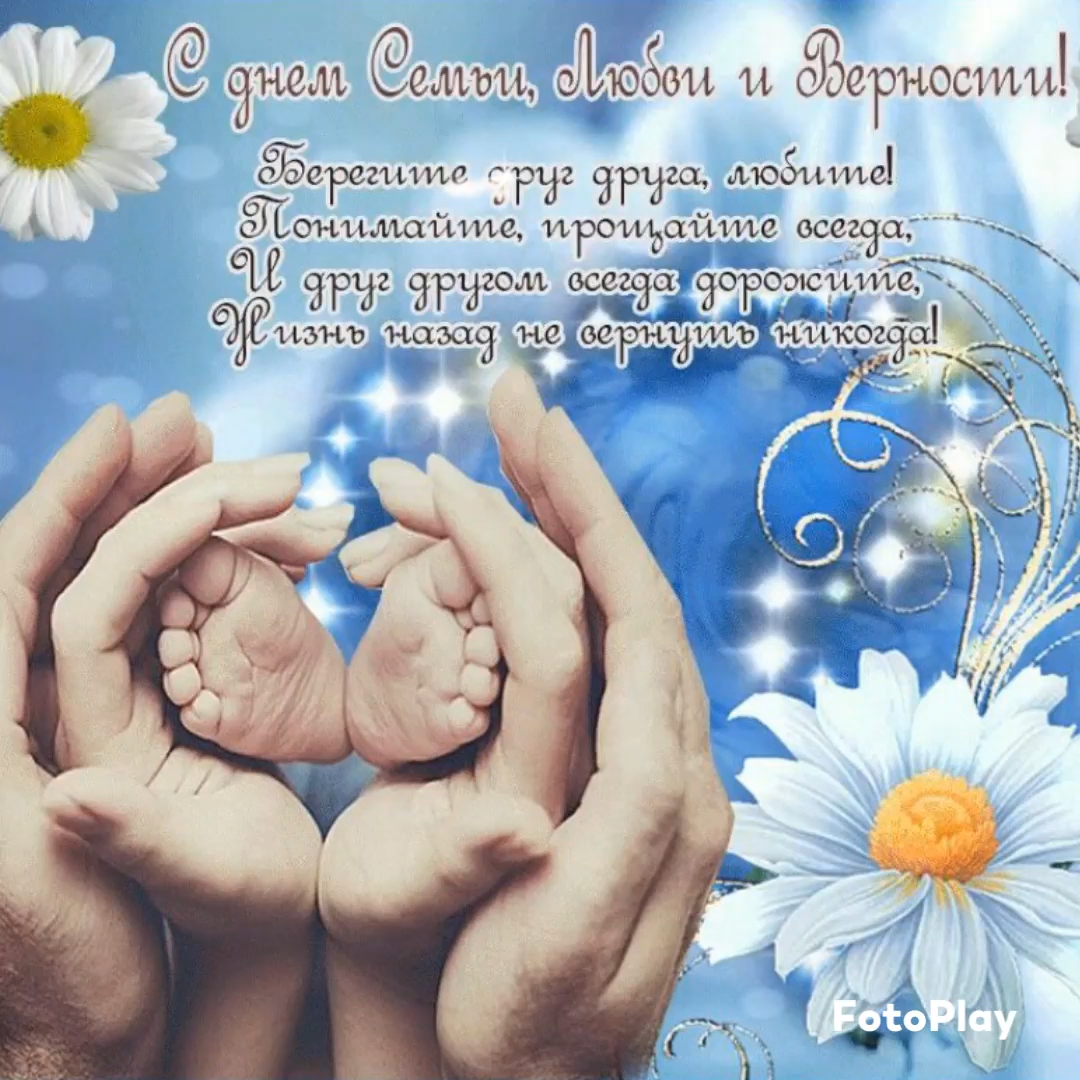 С днем Семьи, Любви и Верности!
Берегите друг друга, любите!
Понимайте, прощайте всегда,
И друг другом всегда дорожите,
Жизнь назад не вернуть никогда!
FotoPlay